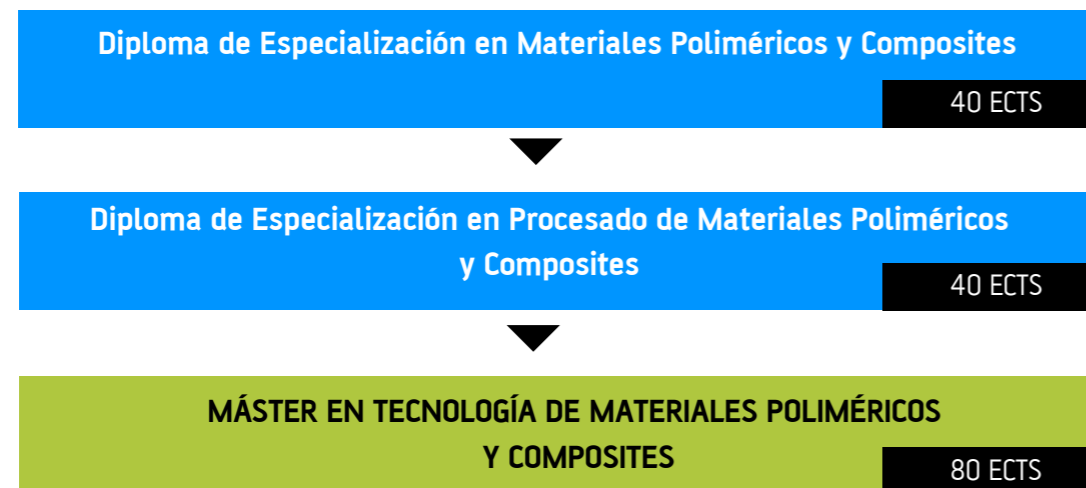 Diploma de Especialización en Materiales Poliméricos y Composites
40 ECTS
Diploma de Especialización en Procesado de Materiales Poliméricos
y Composites
40 ECTS
MÁSTER EN TECNOLOGÍA DE MATERIALES POLIMÉRICOS
Y COMPOSITES
80 ECTS